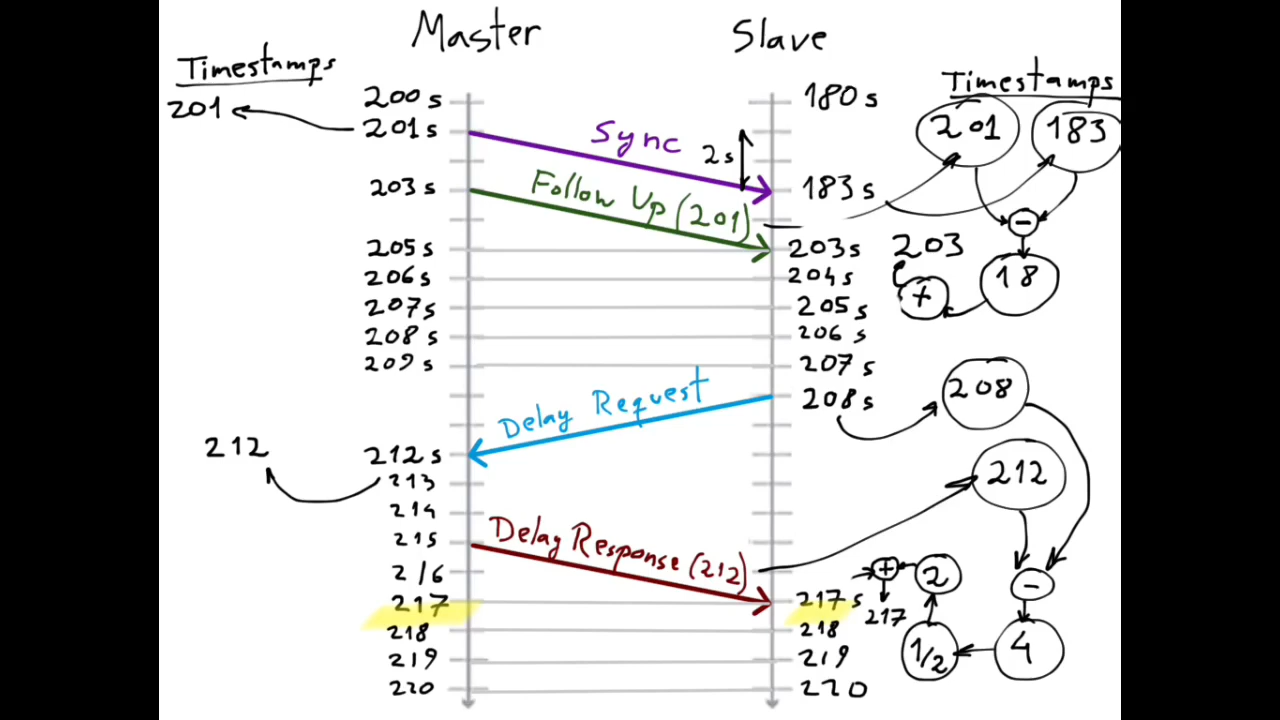 Master
Slave
Timestamps
Timestamps
201
200 s
180 s
201 s
Sync
2s
201
183
203 s
Follow Up (201)
183 s
-
205 s
203s
203
206 s
204s
18
207 s
205 s
+
208 s
206 s
209 s
207 s
Delay Request
208 s
208
212
212 s
212
213
214
Delay Response (212)
215
216
+
2
-
217
217 s
217
218
218
1/2
4
219
219
220
220